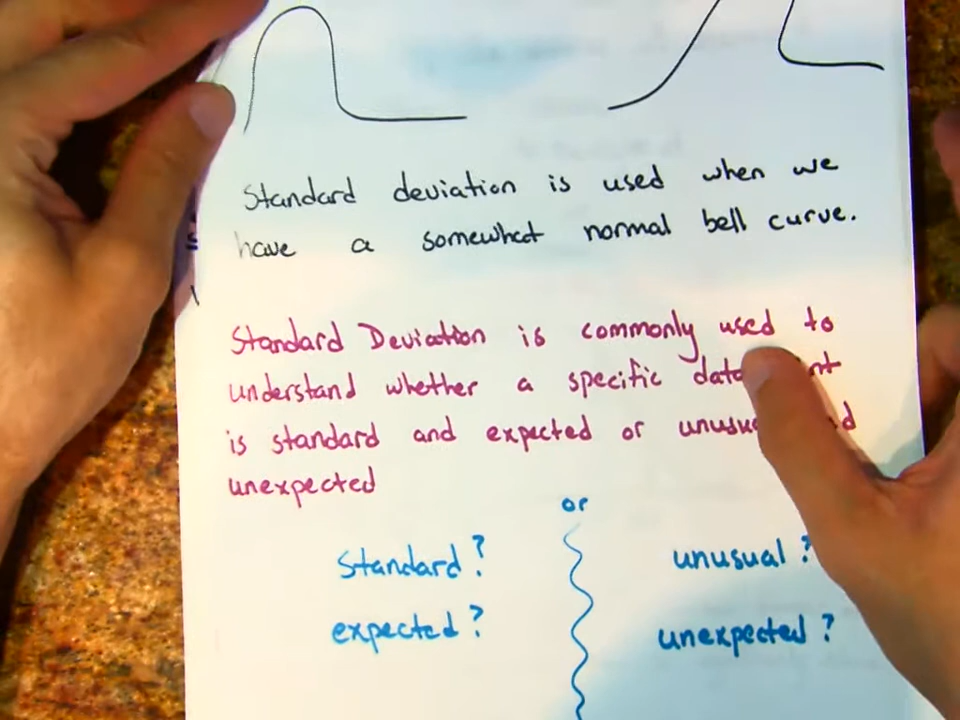 Standard deviation is used when we
have a somewhat normal bell curve.
Standard Deviation is commonly used to
understand whether a specific data
is standard and expected or
unexpected
or
Standard? unusual?
expected? unexpected?